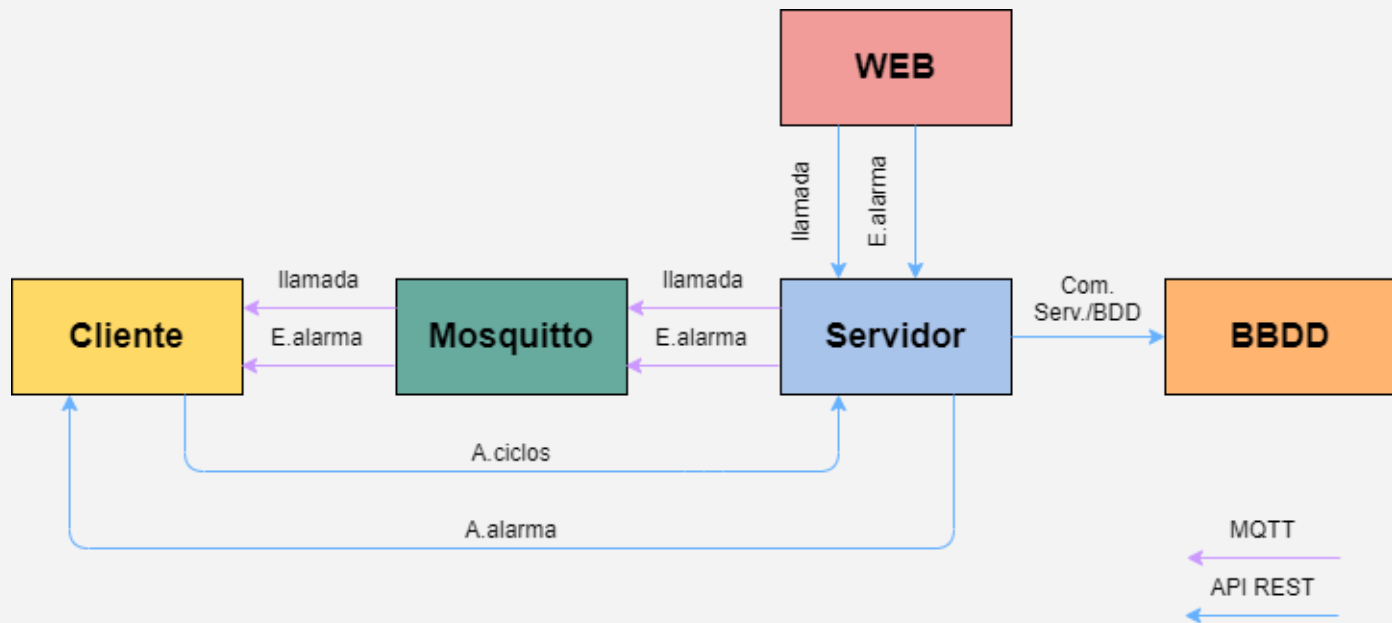 WEB
llamada
E.alarma
llamada
llamada
Com.
Serv./BDD
Cliente
E.alarma
Mosquitto
E.alarma
Servidor
BBDD
A.ciclos
A.alarma
MQTT
API REST